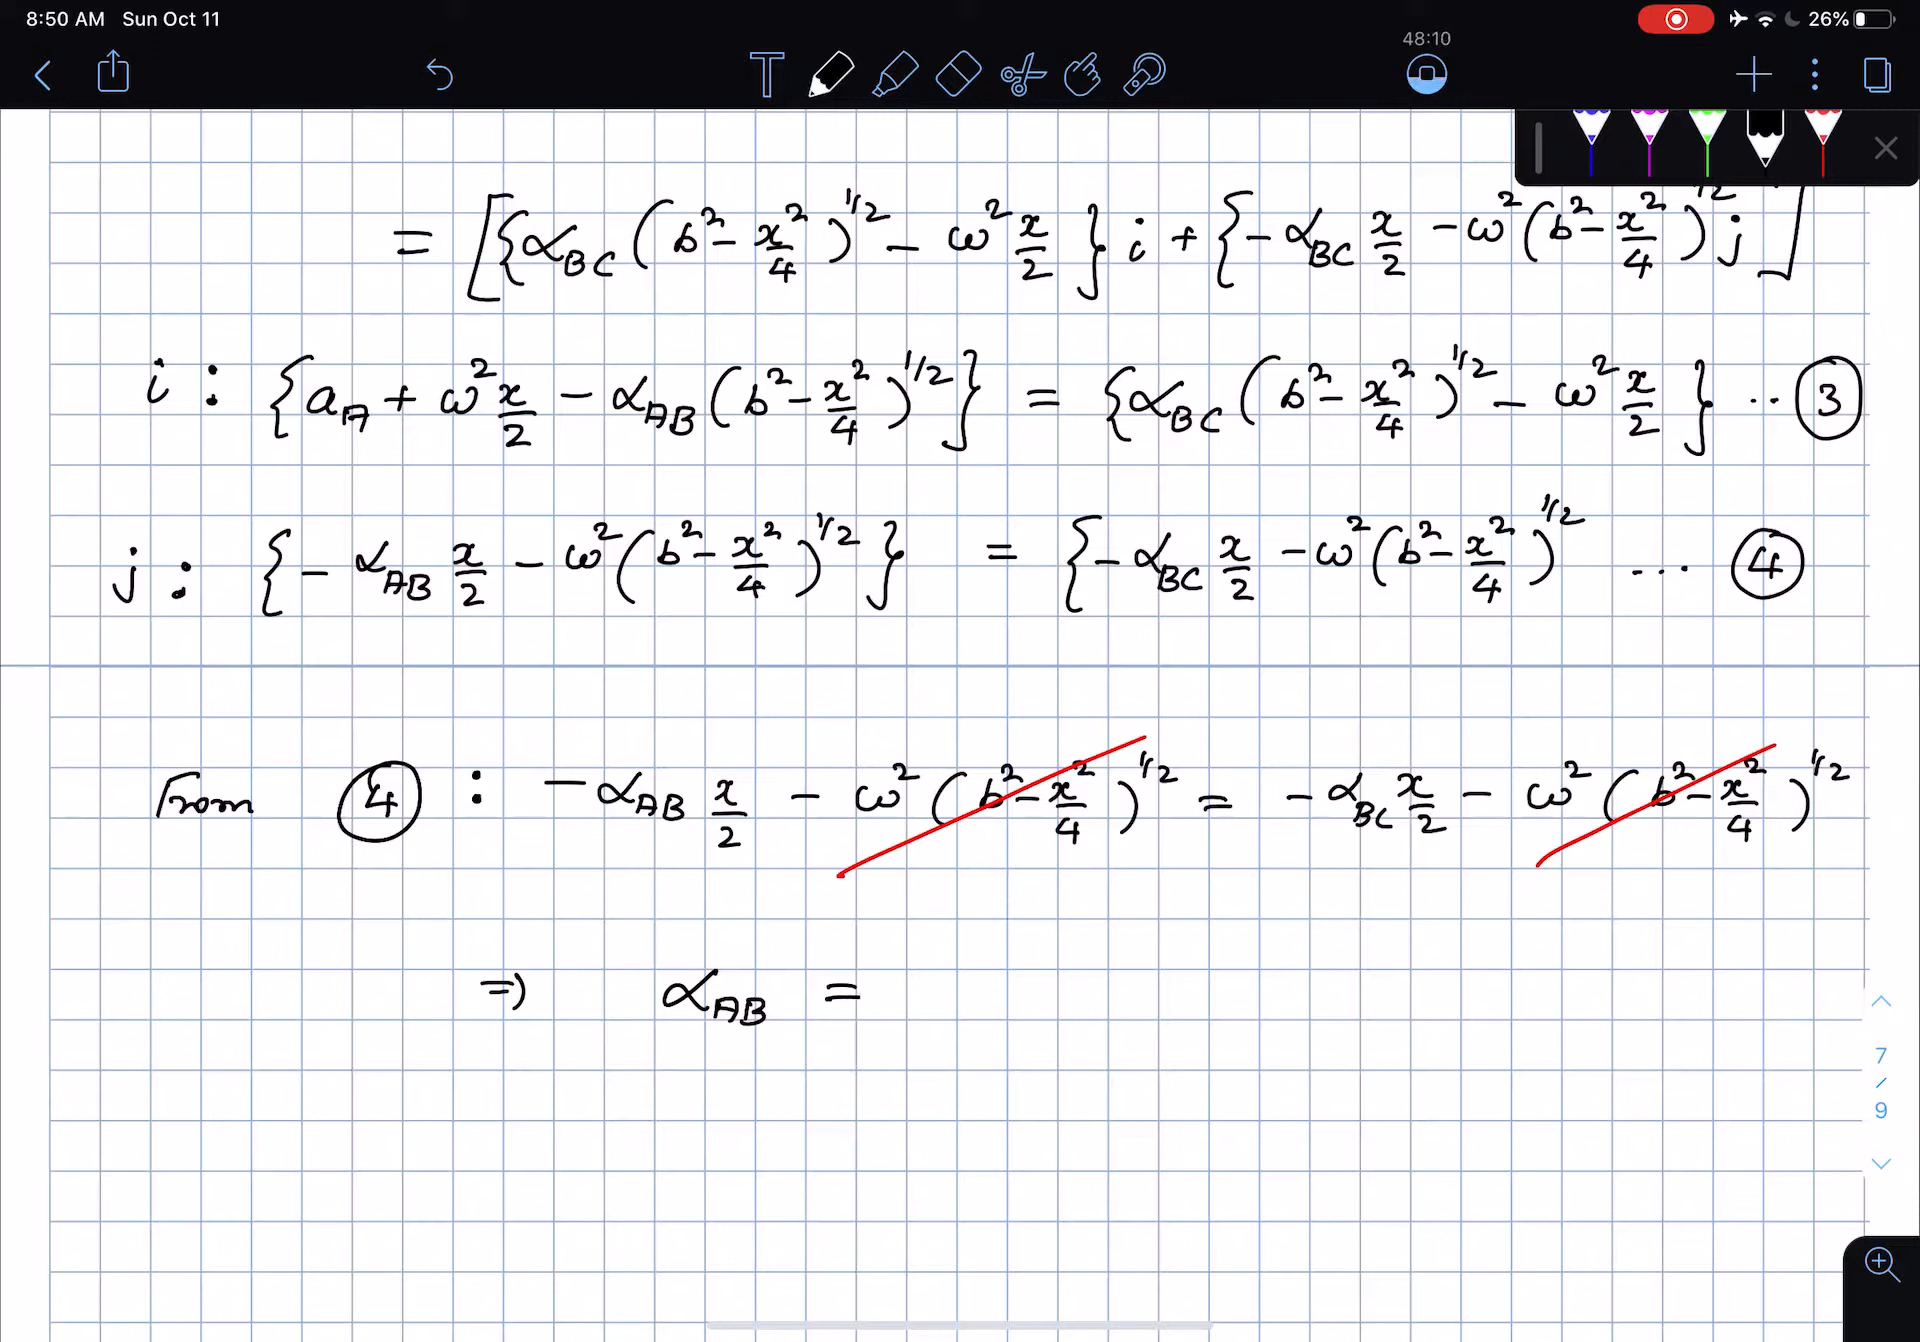 8:50 AM Sun Oct 11
26%
48:10
= [{α_BC (b² - x²/4)^1/2 - ω² x/2} i + {- α_BC x/2 - ω² (b² - x²/4)^1/2 j]
i : {a_A + ω² x/2 - α_AB (b² - x²/4)^1/2} = {α_BC (b² - x²/4)^1/2 - ω² x/2} .. ③
j : {- α_AB x/2 - ω² (b² - x²/4)^1/2} = {- α_BC x/2 - ω² (b² - x²/4)^1/2 ... ④
From ④ : - α_AB x/2 - ω² (b² - x²/4)^1/2 = - α_BC x/2 - ω² (b² - x²/4)^1/2
⇒ α_AB =
7
/
9